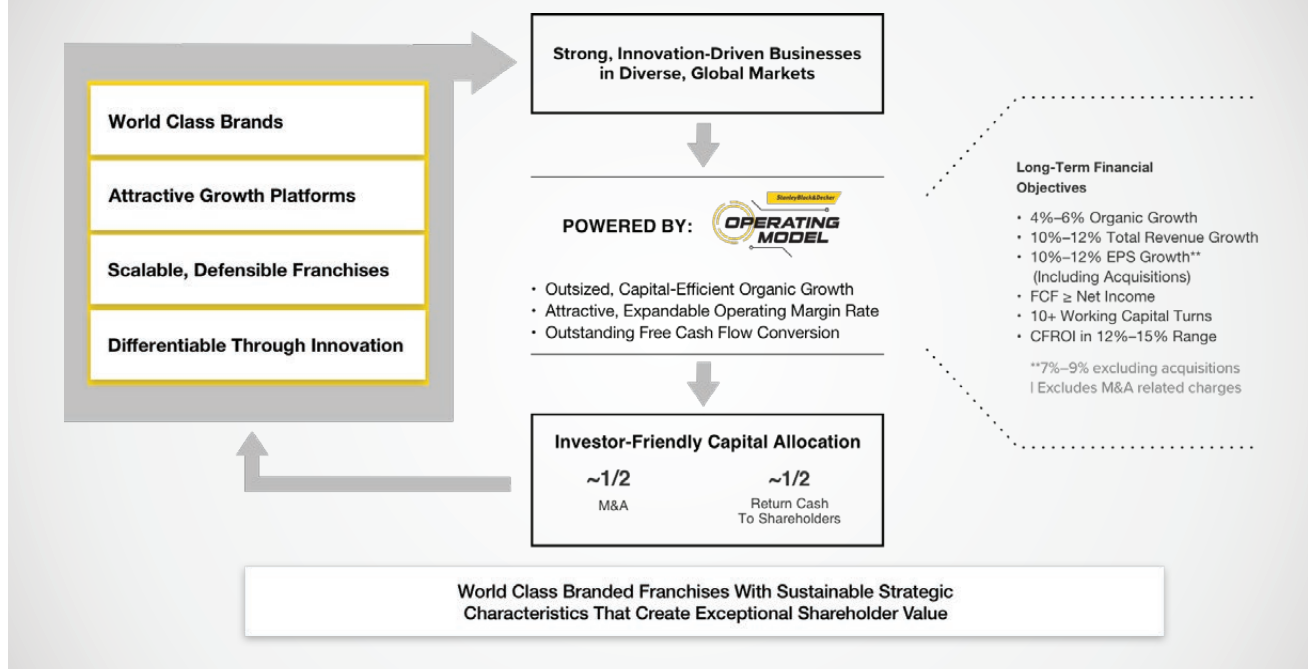 World Class Brands
Attractive Growth Platforms
Scalable, Defensible Franchises
Differentiable Through Innovation
Strong, Innovation-Driven Businesses
in Diverse, Global Markets
POWERED BY:
StanleyBlack&Decker
OPERATING
MODEL
• Outsized, Capital-Efficient Organic Growth
• Attractive, Expandable Operating Margin Rate
• Outstanding Free Cash Flow Conversion
Investor-Friendly Capital Allocation
~1/2
M&A
~1/2
Return Cash
To Shareholders
Long-Term Financial
Objectives
• 4%–6% Organic Growth
• 10%–12% Total Revenue Growth
• 10%–12% EPS Growth**
(Including Acquisitions)
• FCF ≥ Net Income
• 10+ Working Capital Turns
• CFROI in 12%–15% Range
**7%–9% excluding acquisitions
| Excludes M&A related charges
World Class Branded Franchises With Sustainable Strategic
Characteristics That Create Exceptional Shareholder Value